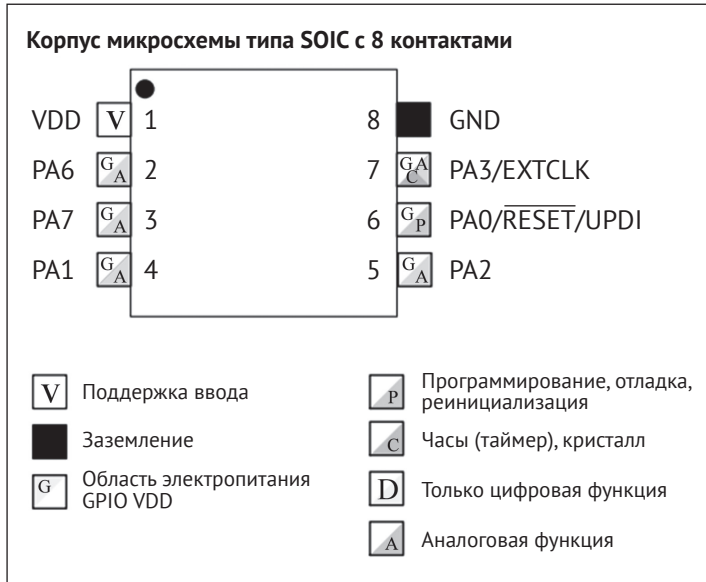 Корпус микросхемы типа SOIC с 8 контактами
VDD V 1 8 GND
PA6 G A 2 7 G A C PA3/EXTCLK
PA7 G A 3 6 G P PA0/RESET/UPDI
PA1 G A 4 5 G A PA2
V Поддержка ввода
Заземление
G Область электропитания
GPIO VDD
P Программирование, отладка,
реинициализация
C Часы (таймер), кристалл
D Только цифровая функция
A Аналоговая функция